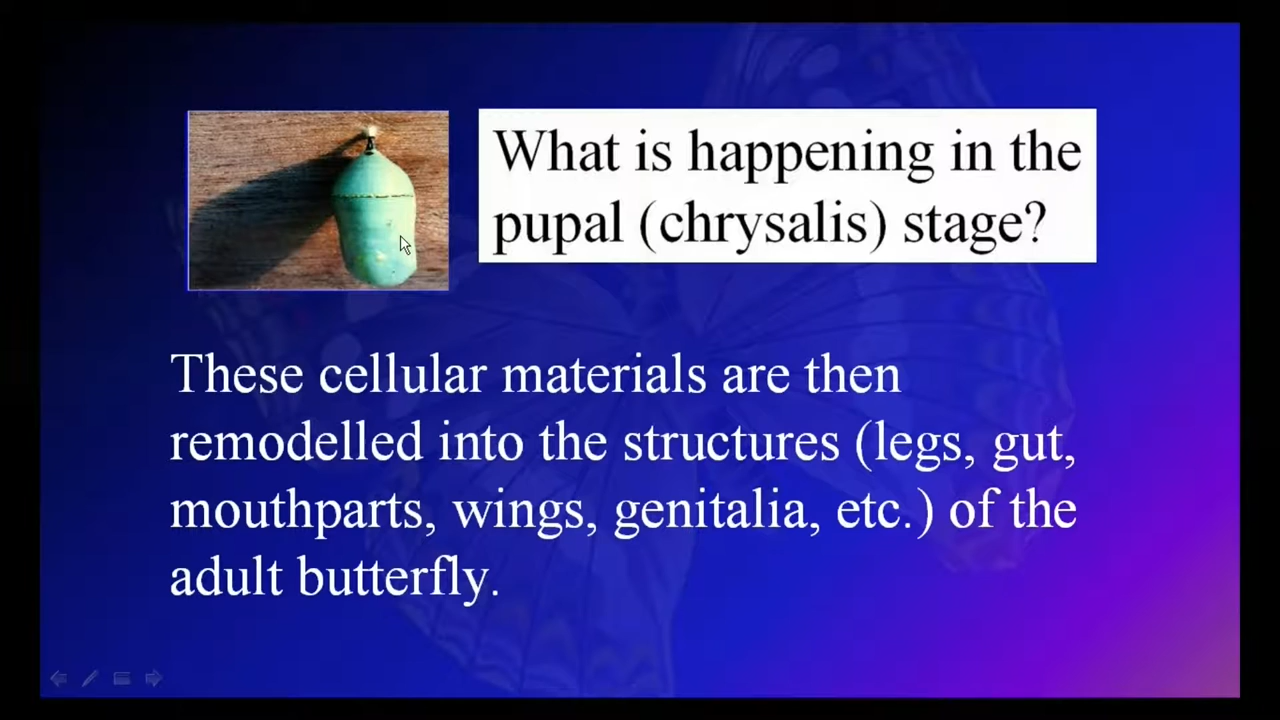 What is happening in the
pupal (chrysalis) stage?
These cellular materials are then
remodelled into the structures (legs, gut,
mouthparts, wings, genitalia, etc.) of the
adult butterfly.